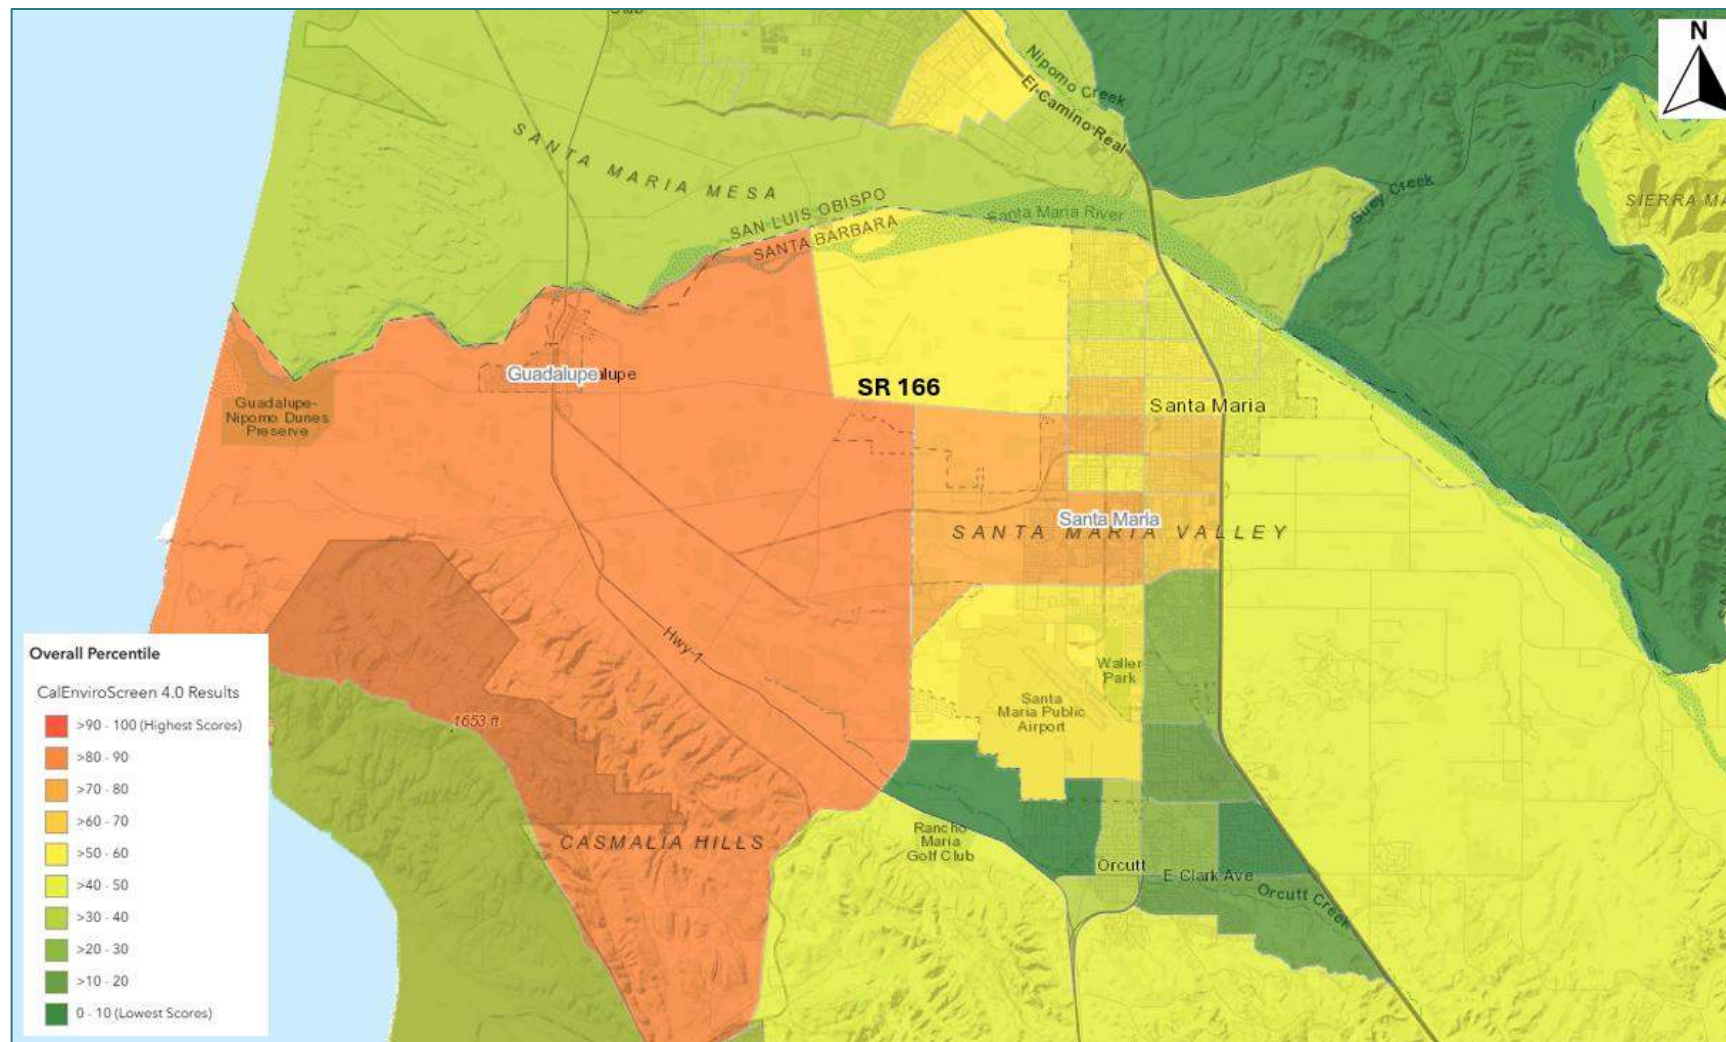 N
Nipomo Creek
El Camino Real
SANTA MARIA MESA
SAN LUIS OBISPO
SANTA BARBARA
Santa Maria River
Suey Creek
SIERRA MA
Guadalupe
alupe
SR 166
Santa Maria
Guadalupe-
Nipomo Dunes
Preserve
Santa Maria
SANTA MARIA VALLEY
Hwy 1
Waller
Park
Santa
Maria Public
Airport
1653 ft
CASMALIA HILLS
Rancho
Maria
Golf Club
Orcutt
E Clark Ave
Orcutt Creek
Overall Percentile
CalEnviroScreen 4.0 Results
>90 - 100 (Highest Scores)
>80 - 90
>70 - 80
>60 - 70
>50 - 60
>40 - 50
>30 - 40
>20 - 30
>10 - 20
0 - 10 (Lowest Scores)